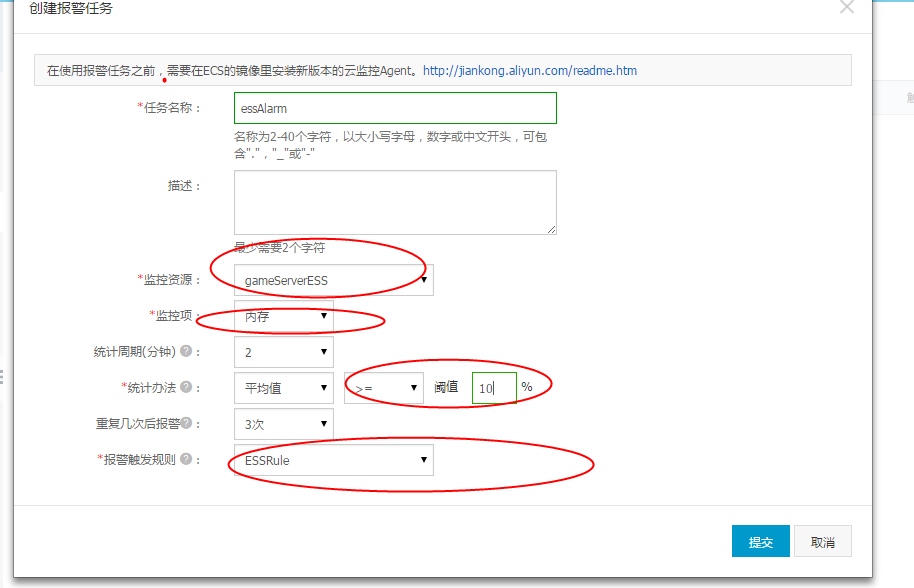 创建报警任务
在使用报警任务之前，需要在ECS的镜像里安装新版本的云监控Agent。http://jiankong.aliyun.com/readme.htm
*任务名称： essAlarm
名称为2-40个字符，以大小写字母，数字或中文开头，可包
含"."，"_"或"-"
描述：
最少需要2个字符
*监控资源： gameServerESS
*监控项： 内存
统计周期(分钟) ?： 2
*统计办法 ?： 平均值 >= 阈值 10 %
重复几次后报警?： 3次
*报警触发规则 ?： ESSRule
提交 取消